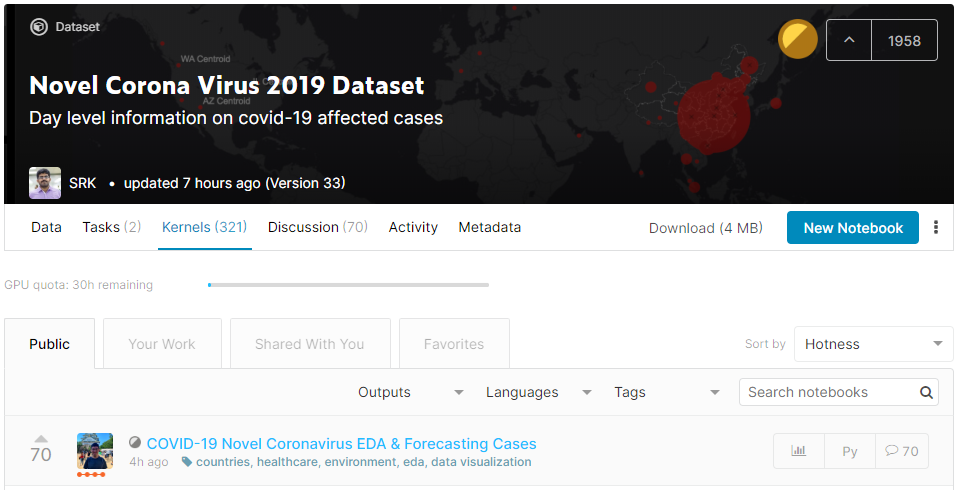 Dataset
1958
WA Centroid
Novel Corona Virus 2019 Dataset
AZ Centroid
Day level information on covid-19 affected cases
SRK • updated 7 hours ago (Version 33)
Data Tasks (2) Kernels (321) Discussion (70) Activity Metadata Download (4 MB) New Notebook
GPU quota: 30h remaining
Public Your Work Shared With You Favorites Sort by Hotness
Outputs Languages Tags Search notebooks
70 COVID-19 Novel Coronavirus EDA & Forecasting Cases Py 70
4h ago countries, healthcare, environment, eda, data visualization